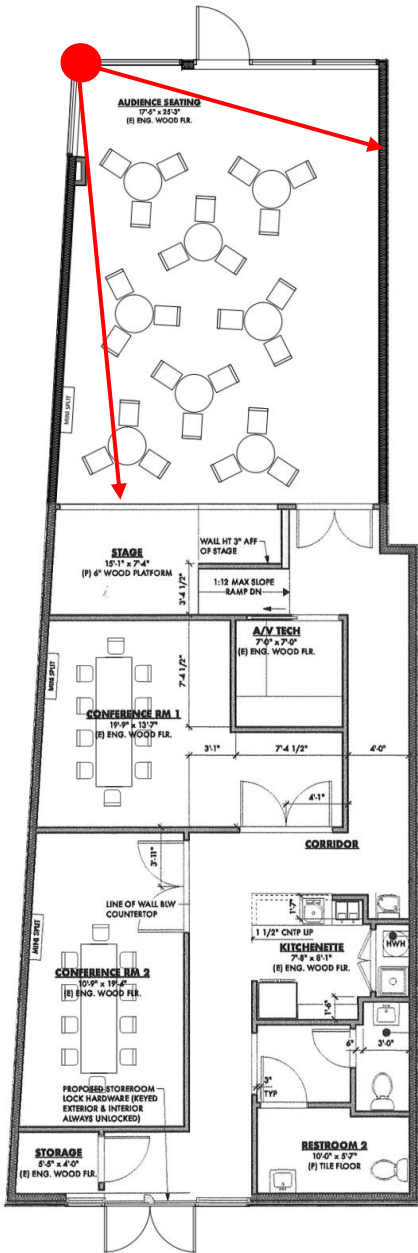 AUDIENCE SEATING
17'-5" x 25'-3"
(E) ENG. WOOD FLR.
MINI SPLIT
STAGE
15'-1" x 7'-4"
(P) 6" WOOD PLATFORM
WALL HT 3" AFF
OF STAGE
3'-4 1/2"
1:12 MAX SLOPE
RAMP DN
A/V TECH
7'-0" x 7'-0"
(E) ENG. WOOD FLR.
7'-4 1/2"
MINI SPLIT
CONFERENCE RM 1
19'-9" x 13'-7"
(E) ENG. WOOD FLR.
3'-1"
7'-4 1/2"
4'-0"
4'-1"
CORRIDOR
3'-11"
LINE OF WALL BLW
COUNTERTOP
1'-7"
1 1/2" CNTP UP
KITCHENETTE
7'-8" x 8'-1"
(E) ENG. WOOD FLR.
HWH
MINI SPLIT
CONFERENCE RM 2
10'-9" x 19'-4"
(E) ENG. WOOD FLR.
1'-6"
6"
3'-0"
3"
TYP
PROPOSED STOREROOM
LOCK HARDWARE (KEYED
EXTERIOR & INTERIOR
ALWAYS UNLOCKED)
STORAGE
5'-5" x 4'-0"
(E) ENG. WOOD FLR.
RESTROOM 2
10'-0" x 5'-7"
(P) TILE FLOOR